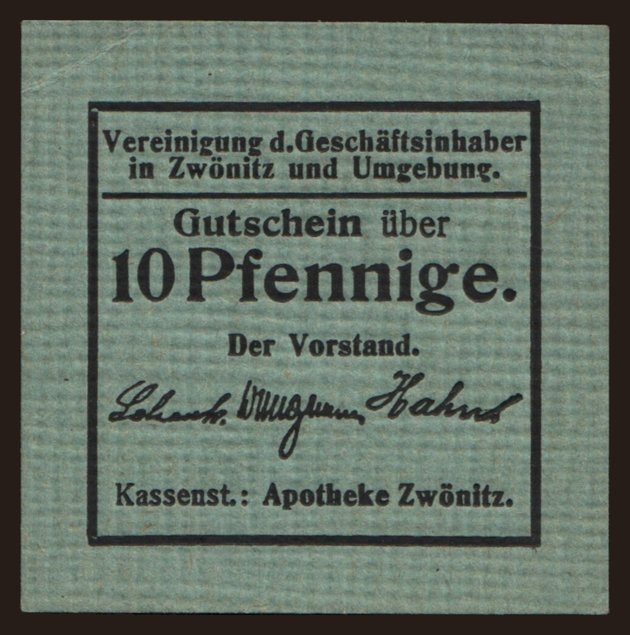 Vereinigung d. Geschäftsinhaber
in Zwönitz und Umgebung.
Gutschein über
10 Pfennige.
Der Vorstand.
Kassenst.: Apotheke Zwönitz.